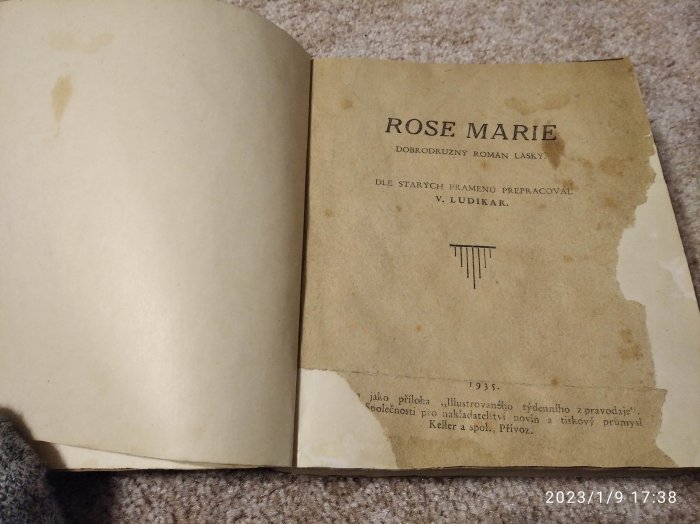 ROSE MARIE
DOBRODRUŽNÝ ROMÁN LÁSKY.
DLE STARÝCH PRAMENŮ PŘEPRACOVAL
V. LUDIKAR.
1935.
jako příloha „Illustrovaného týdenního zpravodaje".
Společnosti pro nakladatelství novin a tiskový průmysl
Keller a spol., Přívoz.
2023/1/9 17:38